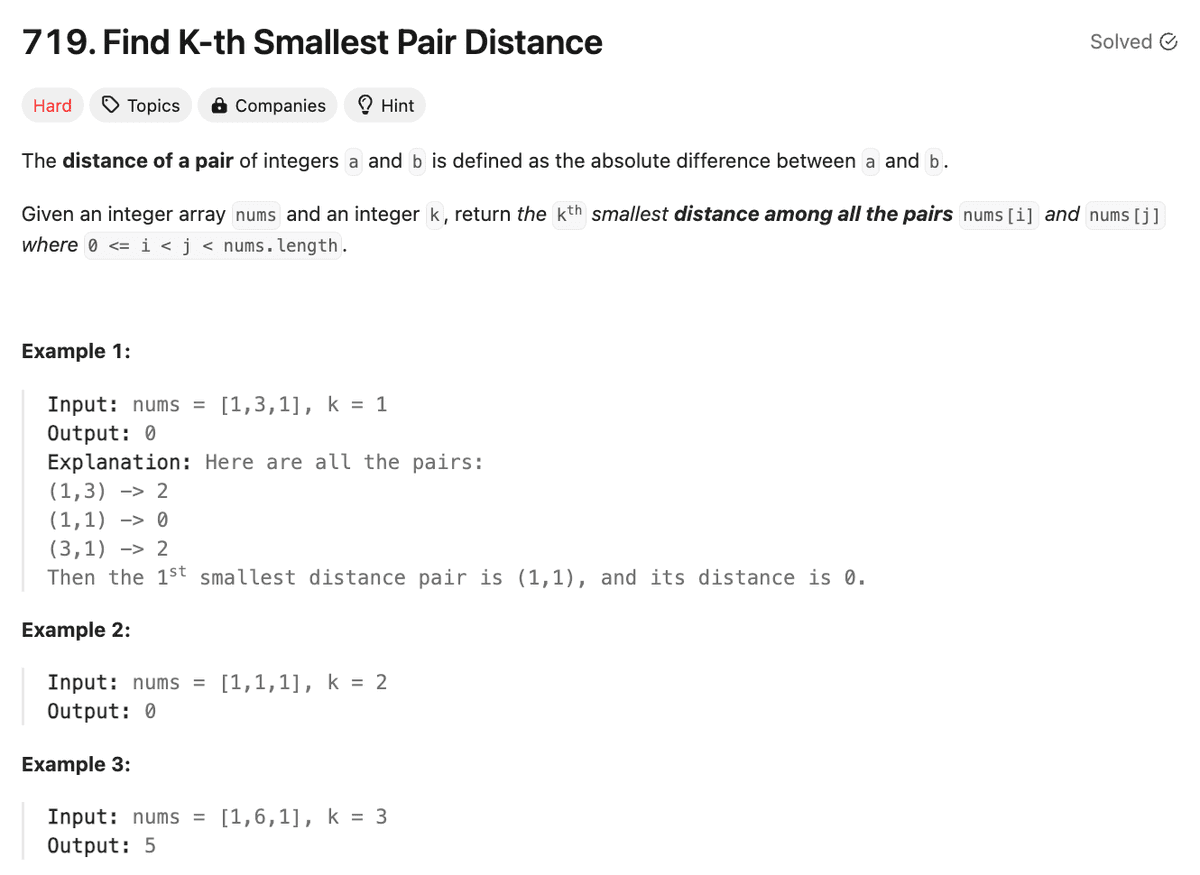 719. Find K-th Smallest Pair Distance
Solved
Hard Topics Companies Hint
The distance of a pair of integers a and b is defined as the absolute difference between a and b.
Given an integer array nums and an integer k, return the kth smallest distance among all the pairs nums[i] and nums[j]
where 0 <= i < j < nums.length.
Example 1:
Input: nums = [1,3,1], k = 1
Output: 0
Explanation: Here are all the pairs:
(1,3) -> 2
(1,1) -> 0
(3,1) -> 2
Then the 1st smallest distance pair is (1,1), and its distance is 0.
Example 2:
Input: nums = [1,1,1], k = 2
Output: 0
Example 3:
Input: nums = [1,6,1], k = 3
Output: 5